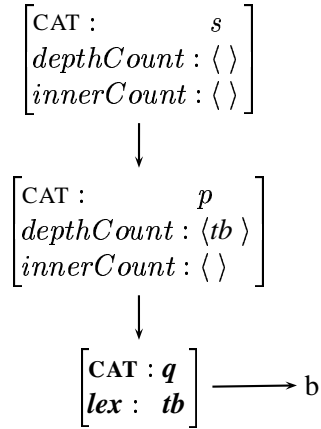 CAT : s
depthCount : ⟨ ⟩
innerCount : ⟨ ⟩
CAT : p
depthCount : ⟨tb ⟩
innerCount : ⟨ ⟩
CAT : q
lex : tb
b